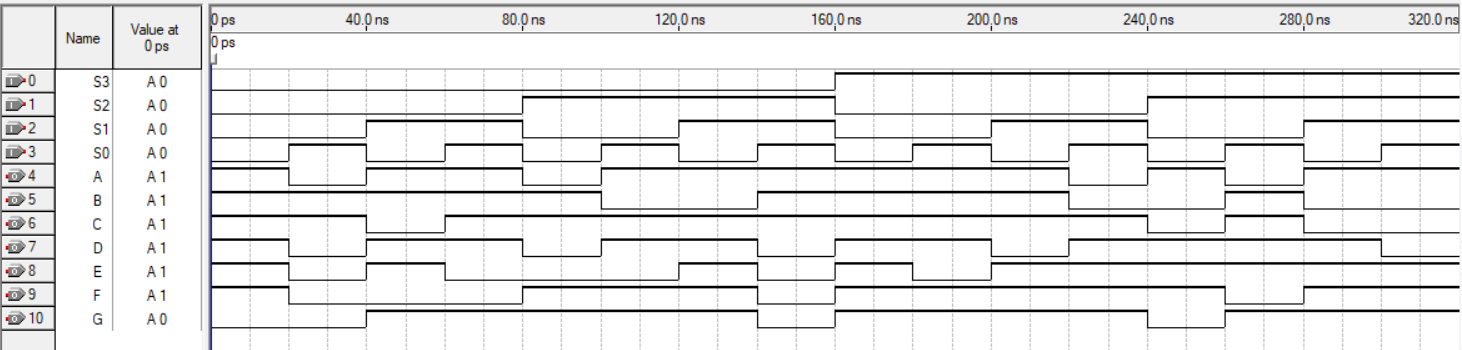 Name Value at 0 ps
0 ps 40.0 ns 80.0 ns 120.0 ns 160.0 ns 200.0 ns 240.0 ns 280.0 ns 320.0 ns
0 ps
0 S3 A 0
1 S2 A 0
2 S1 A 0
3 S0 A 0
4 A A 1
5 B A 1
6 C A 1
7 D A 1
8 E A 1
9 F A 1
10 G A 0